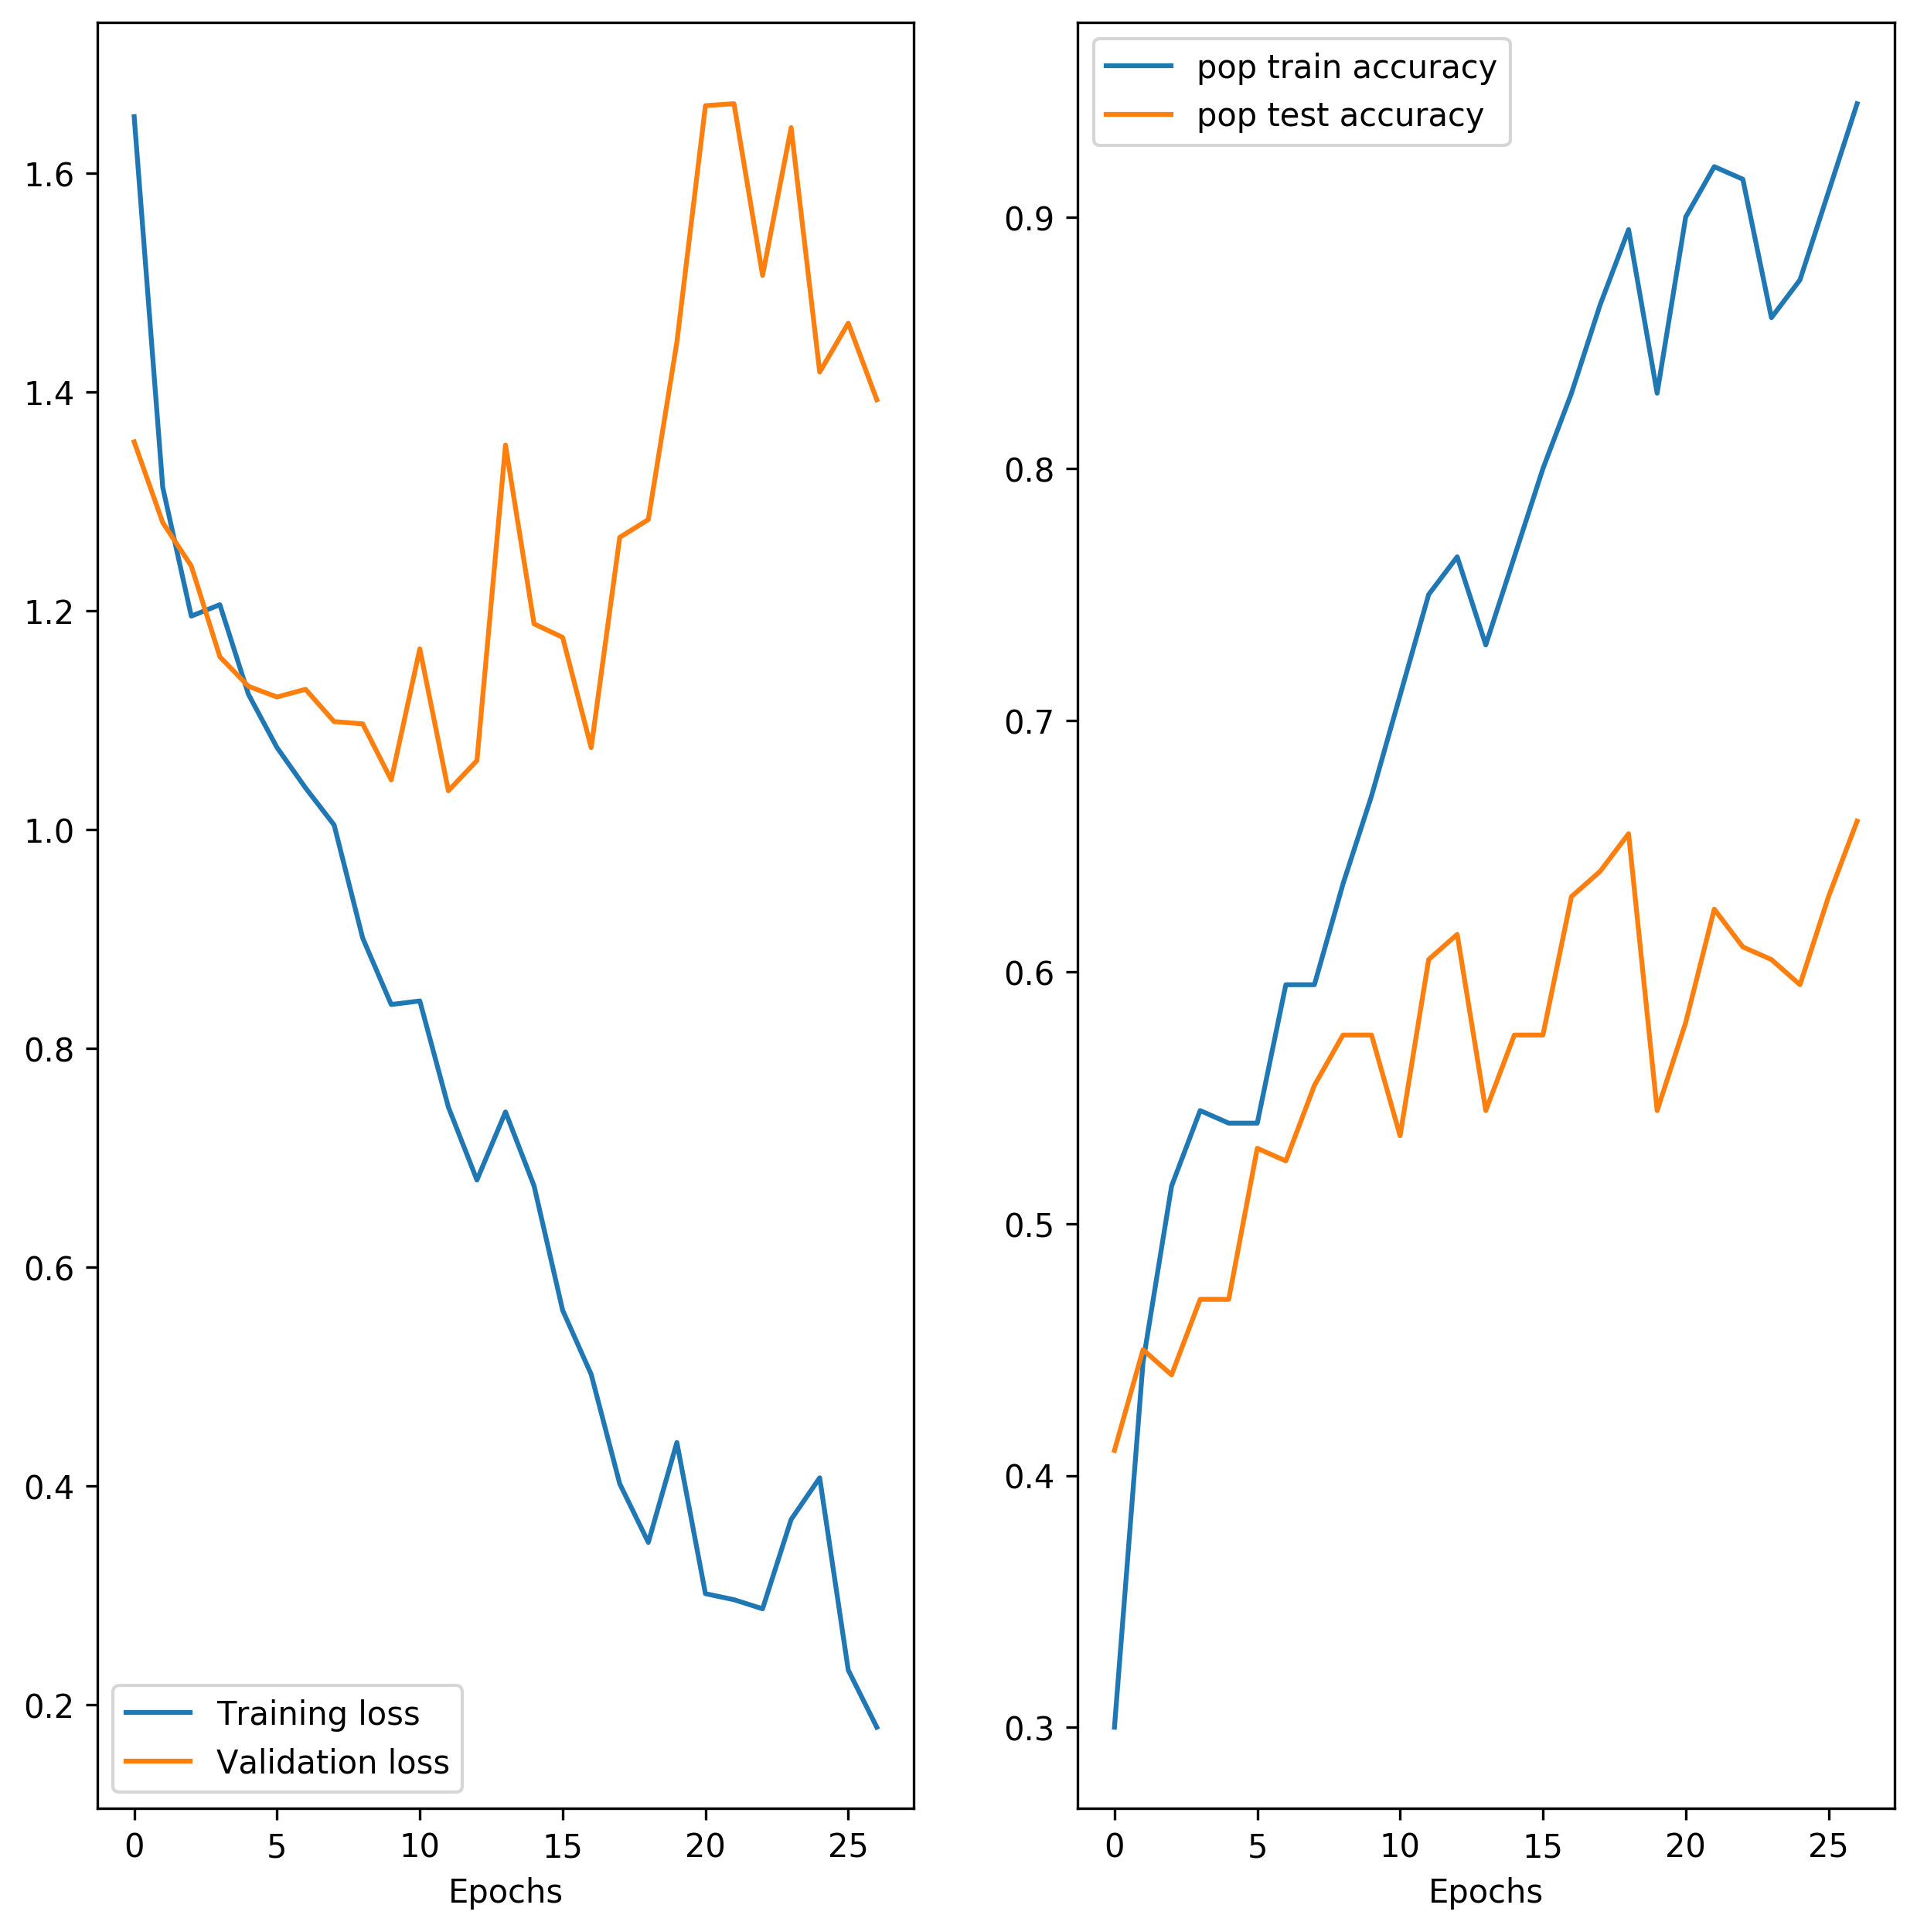 1.6
1.4
1.2
1.0
0.8
0.6
0.4
0.2
Training loss
Validation loss
0 5 10 15 20 25
Epochs
pop train accuracy
pop test accuracy
0.9
0.8
0.7
0.6
0.5
0.4
0.3
0 5 10 15 20 25
Epochs